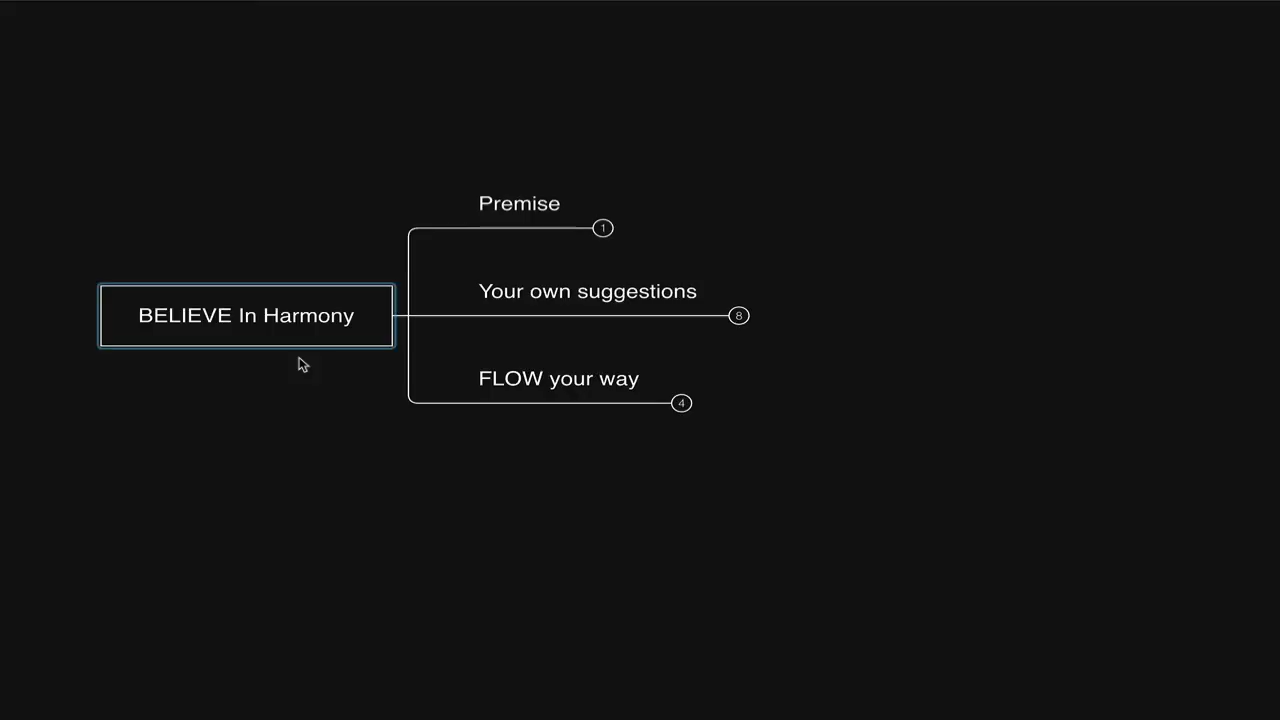 Premise
1
Your own suggestions
8
BELIEVE In Harmony
FLOW your way
4